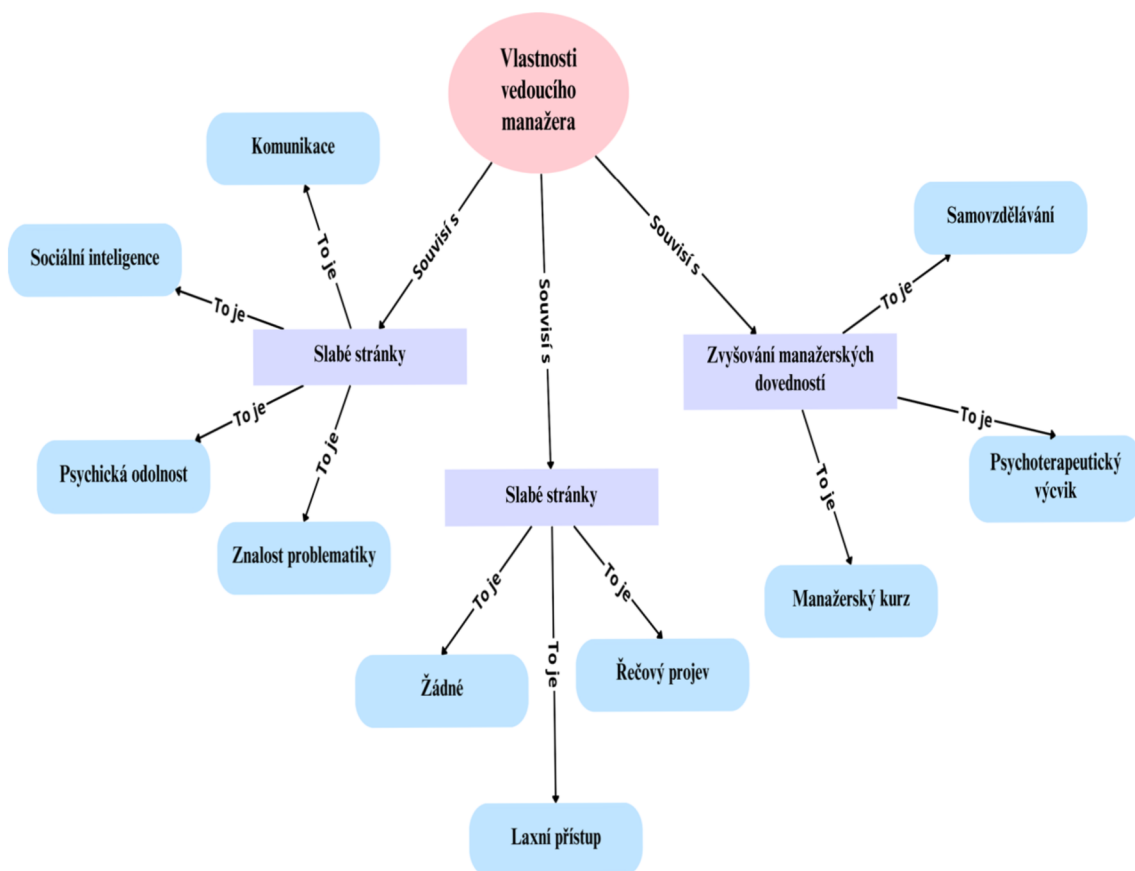 Vlastnosti
vedoucího
manažera
Komunikace
Samovzdělávání
Sociální inteligence
Souvisí s
Souvisí s
Souvisí s
To je
To je
To je
Slabé stránky
Zvyšování manažerských
dovedností
To je
To je
To je
Psychická odolnost
Psychoterapeutický
výcvik
Slabé stránky
To je
Znalost problematiky
To je
To je
To je
Manažerský kurz
Žádné
Řečový projev
Laxní přístup